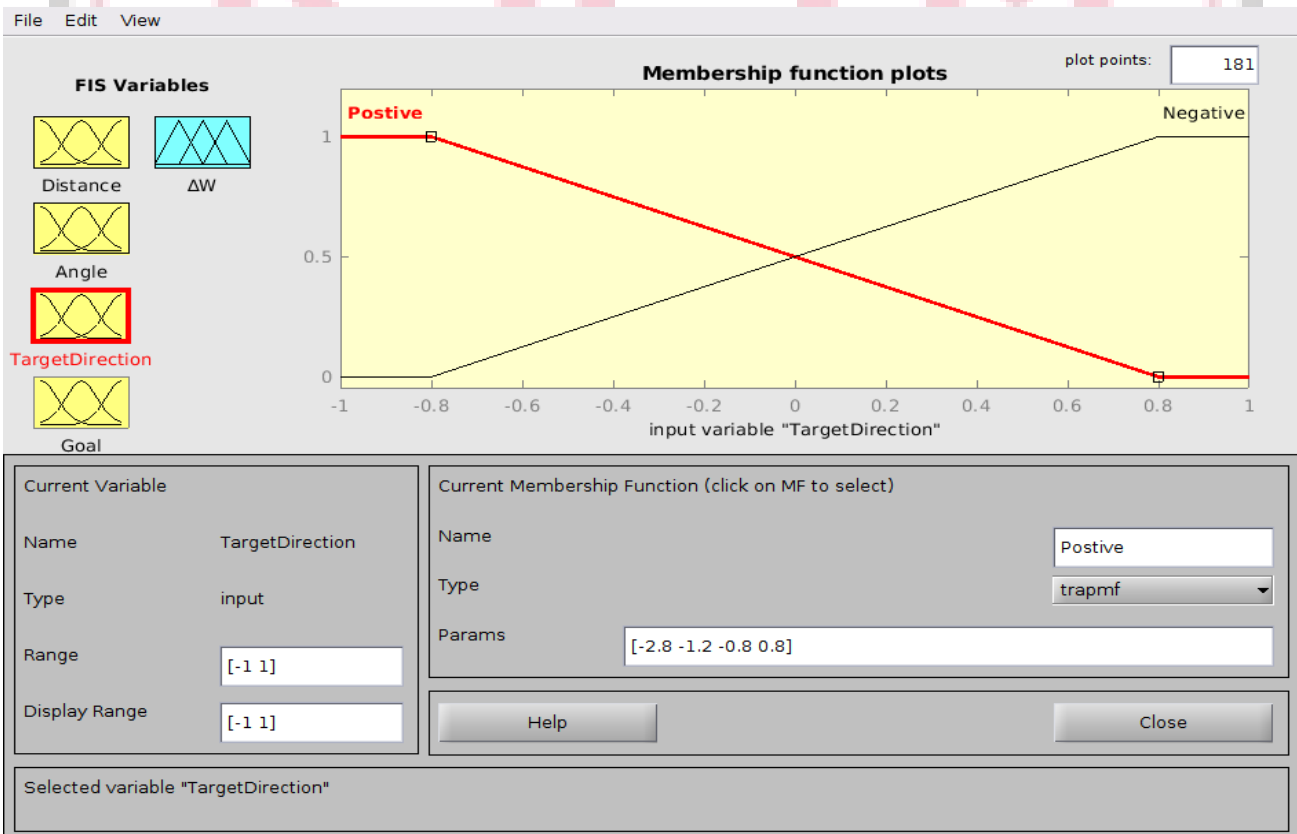 File Edit View
FIS Variables
Distance
ΔW
Angle
TargetDirection
Goal
Membership function plots
plot points: 181
Postive
Negative
1
0.5
0
-1 -0.8 -0.6 -0.4 -0.2 0 0.2 0.4 0.6 0.8 1
input variable "TargetDirection"
Current Variable
Name TargetDirection
Type input
Range [-1 1]
Display Range [-1 1]
Current Membership Function (click on MF to select)
Name Postive
Type trapmf
Params [-2.8 -1.2 -0.8 0.8]
Help Close
Selected variable "TargetDirection"